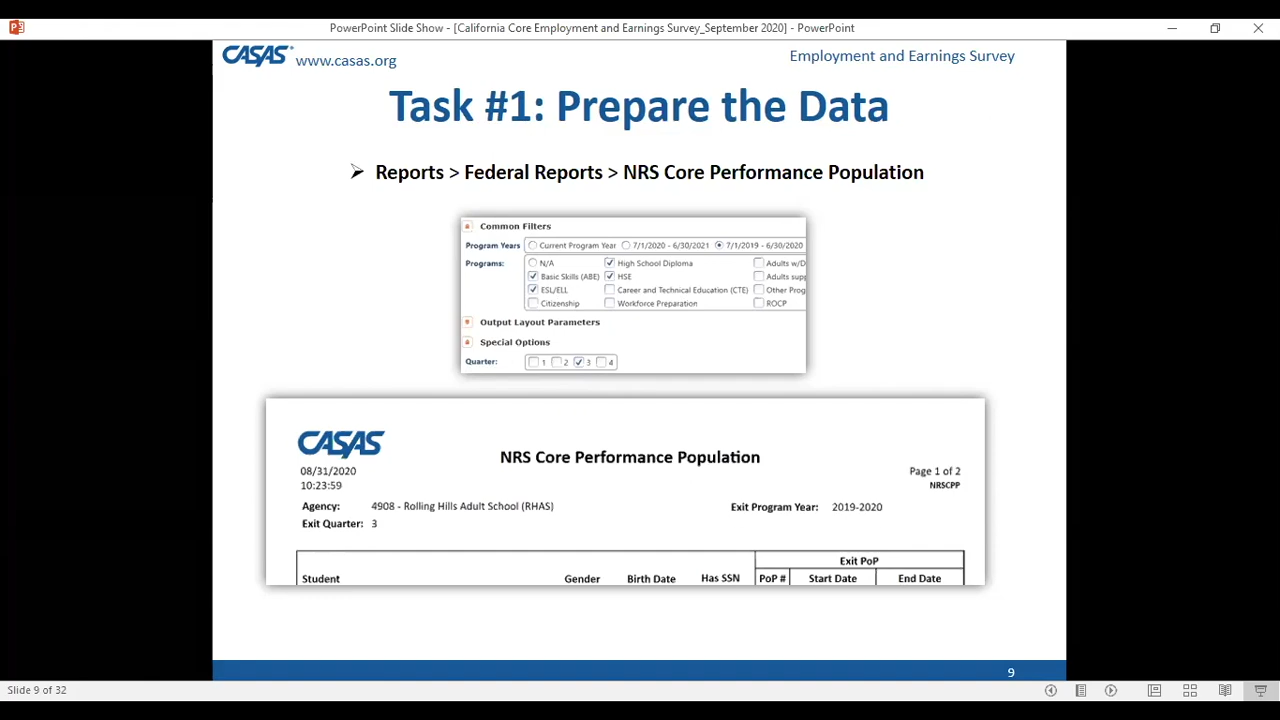 PowerPoint Slide Show - [California Core Employment and Earnings Survey_September 2020] - PowerPoint
CASAS www.casas.org
Employment and Earnings Survey
Task #1: Prepare the Data
Reports > Federal Reports > NRS Core Performance Population
Common Filters
Program Years Current Program Year 7/1/2020 - 6/30/2021 7/1/2019 - 6/30/2020
Programs: N/A High School Diploma Adults w/D
Basic Skills (ABE) HSE Adults supp
ESL/ELL Career and Technical Education (CTE) Other Prog
Citizenship Workforce Preparation ROCP
Output Layout Parameters
Special Options
Quarter: 1 2 3 4
CASAS
NRS Core Performance Population
08/31/2020
10:23:59
Page 1 of 2
NRSCPP
Agency: 4908 - Rolling Hills Adult School (RHAS)
Exit Program Year: 2019-2020
Exit Quarter: 3
Exit PoP
Student Gender Birth Date Has SSN PoP # Start Date End Date
9
Slide 9 of 32